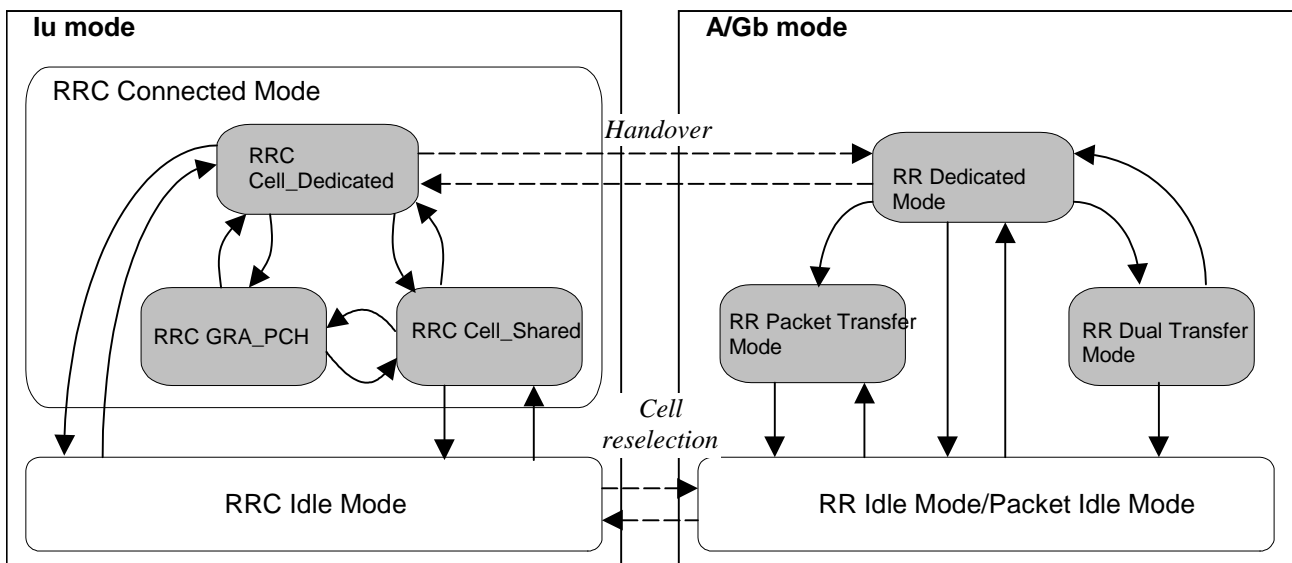 Iu mode
A/Gb mode
RRC Connected Mode
Handover
RRC
Cell_Dedicated
RR Dedicated
Mode
RRC GRA_PCH
RRC Cell_Shared
RR Packet Transfer
Mode
RR Dual Transfer
Mode
Cell
reselection
RRC Idle Mode
RR Idle Mode/Packet Idle Mode